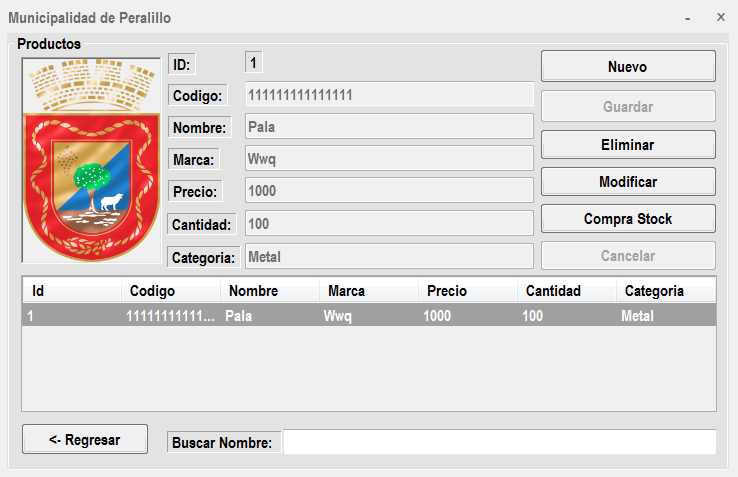 Municipalidad de Peralillo
- ×
Productos
ID: 1
Nuevo
Codigo: 111111111111111
Guardar
Nombre: Pala
Eliminar
Marca: Wwq
Modificar
Precio: 1000
Compra Stock
Cantidad: 100
Cancelar
Categoria: Metal
Id Codigo Nombre Marca Precio Cantidad Categoria
1 11111111111... Pala Wwq 1000 100 Metal
<- Regresar
Buscar Nombre: